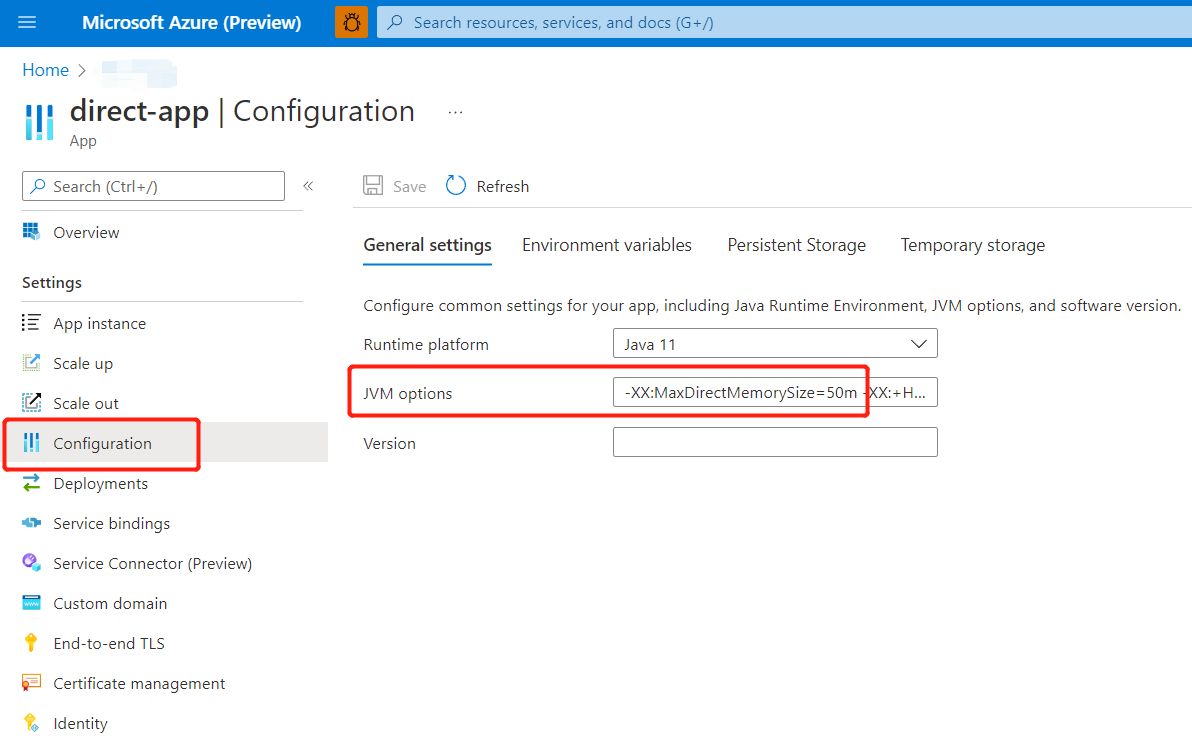 Microsoft Azure (Preview)
Search resources, services, and docs (G+/)
Home
direct-app | Configuration
...
App
Search (Ctrl+/)
«
Save
Refresh
Overview
General settings
Environment variables
Persistent Storage
Temporary storage
Settings
Configure common settings for your app, including Java Runtime Environment, JVM options, and software version.
App instance
Runtime platform
Java 11
Scale up
JVM options
-XX:MaxDirectMemorySize=50m -XX:+H...
Scale out
Configuration
Version
Deployments
Service bindings
Service Connector (Preview)
Custom domain
End-to-end TLS
Certificate management
Identity